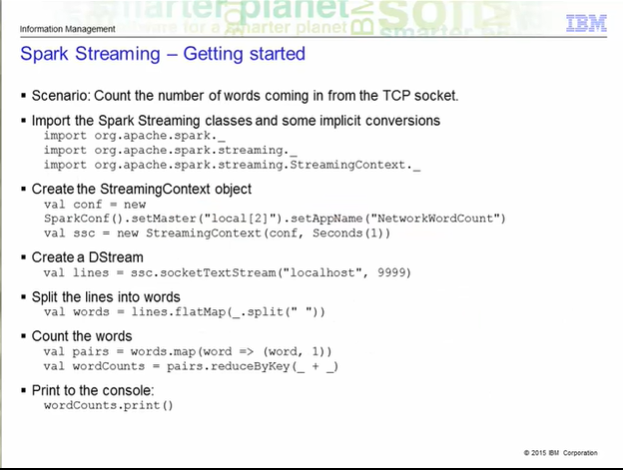 smarter planet
IBM
Information Management
IBM
Spark Streaming – Getting started
▪ Scenario: Count the number of words coming in from the TCP socket.
▪ Import the Spark Streaming classes and some implicit conversions
import org.apache.spark._
import org.apache.spark.streaming._
import org.apache.spark.streaming.StreamingContext._
▪ Create the StreamingContext object
val conf = new
SparkConf().setMaster("local[2]").setAppName("NetworkWordCount")
val ssc = new StreamingContext(conf, Seconds(1))
▪ Create a DStream
val lines = ssc.socketTextStream("localhost", 9999)
▪ Split the lines into words
val words = lines.flatMap(_.split(" "))
▪ Count the words
val pairs = words.map(word => (word, 1))
val wordCounts = pairs.reduceByKey(_ + _)
▪ Print to the console:
wordCounts.print()
© 2015 IBM Corporation